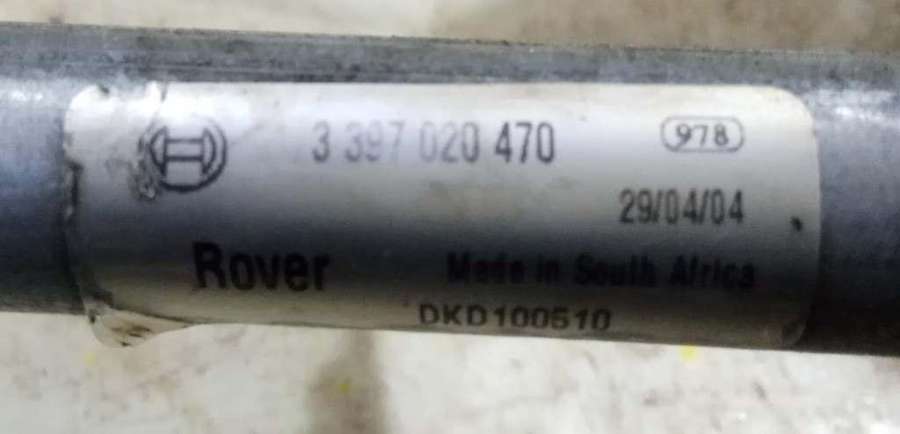 3 397 020 470 978
29/04/04
Rover Made in South Africa
DKD100510